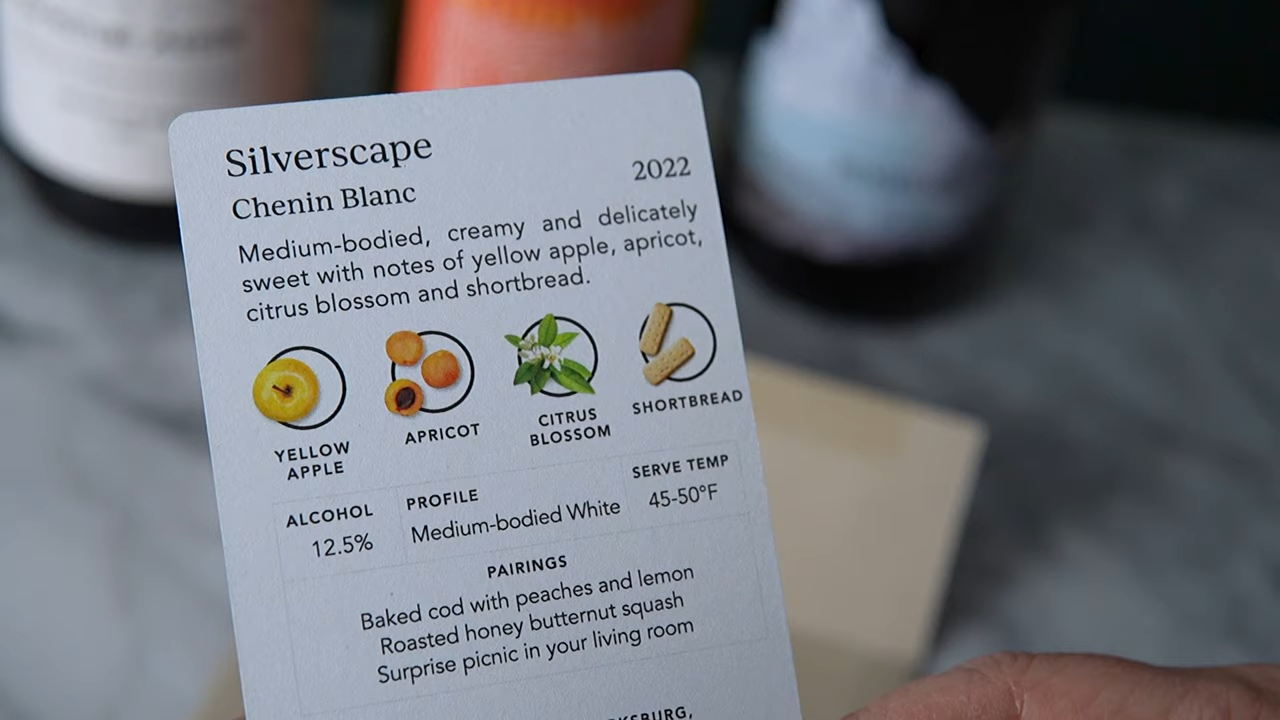 Silverscape
Chenin Blanc
2022
Medium-bodied, creamy and delicately
sweet with notes of yellow apple, apricot,
citrus blossom and shortbread.
YELLOW
APPLE
APRICOT
CITRUS
BLOSSOM
SHORTBREAD
ALCOHOL
12.5%
PROFILE
Medium-bodied White
SERVE TEMP
45-50°F
PAIRINGS
Baked cod with peaches and lemon
Roasted honey butternut squash
Surprise picnic in your living room